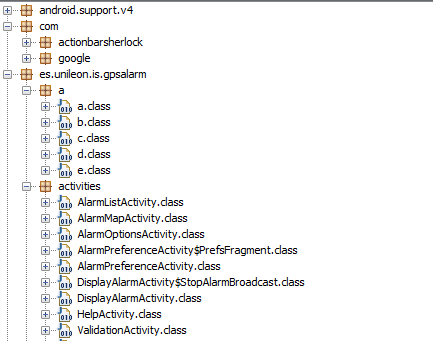 android.support.v4
com
actionbarsherlock
google
es.unileon.is.gpsalarm
a
a.class
b.class
c.class
d.class
e.class
activities
AlarmListActivity.class
AlarmMapActivity.class
AlarmOptionsActivity.class
AlarmPreferenceActivity$PrefsFragment.class
AlarmPreferenceActivity.class
DisplayAlarmActivity$StopAlarmBroadcast.class
DisplayAlarmActivity.class
HelpActivity.class
ValidationActivity.class